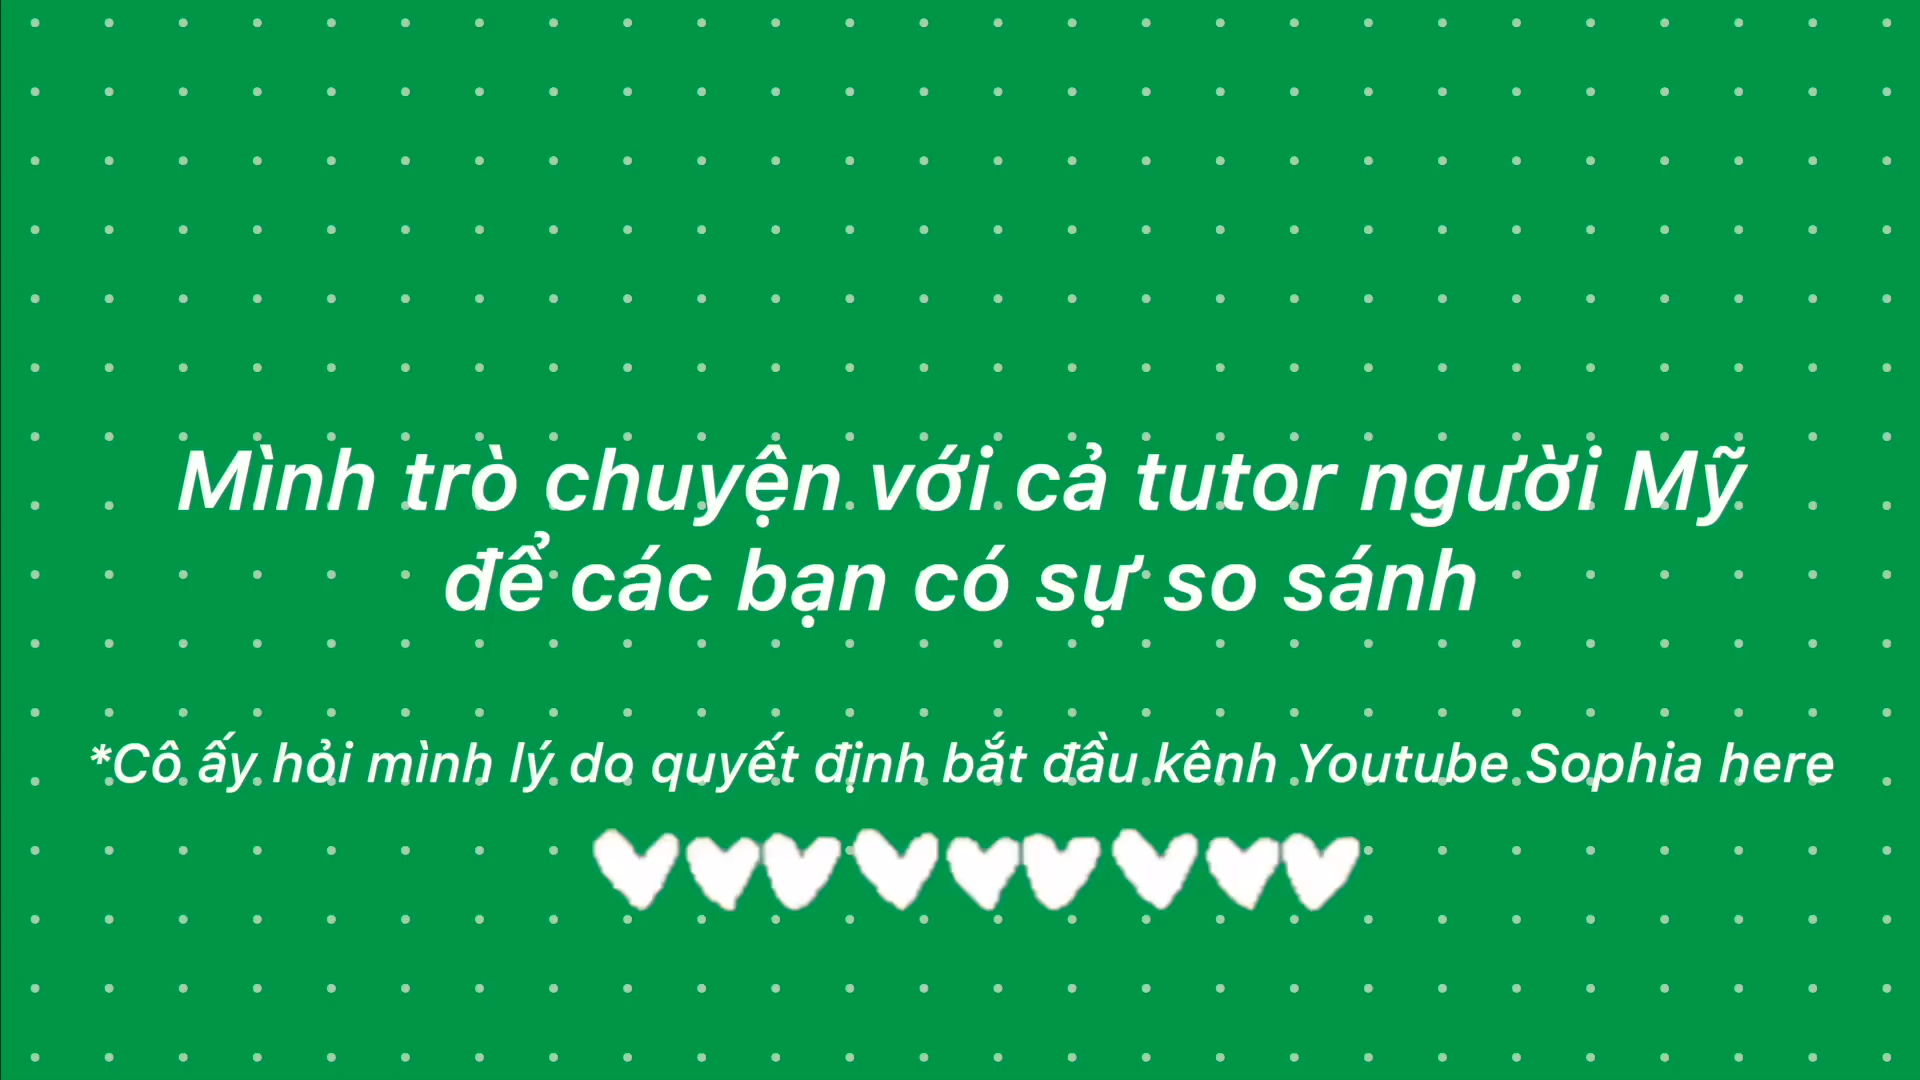 Mình trò chuyện với cả tutor người Mỹ
để các bạn có sự so sánh
*Cô ấy hỏi mình lý do quyết định bắt đầu kênh Youtube Sophia here